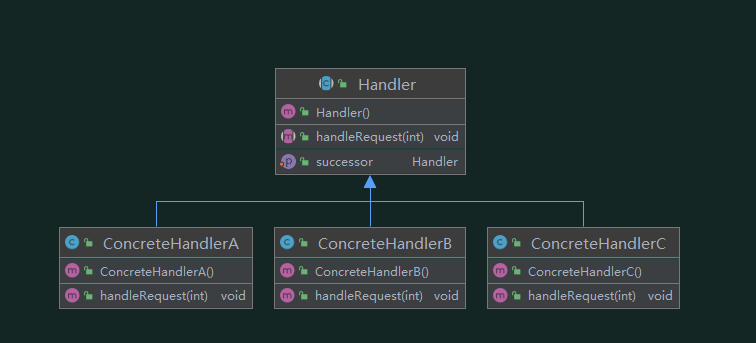 Handler
Handler()
handleRequest(int) void
successor Handler
ConcreteHandlerA
ConcreteHandlerA()
handleRequest(int) void
ConcreteHandlerB
ConcreteHandlerB()
handleRequest(int) void
ConcreteHandlerC
ConcreteHandlerC()
handleRequest(int) void